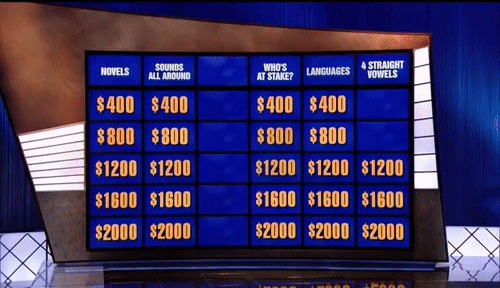 NOVELS
SOUNDS
ALL AROUND
WHO'S
AT STAKE?
LANGUAGES
4 STRAIGHT
VOWELS
$400 $400 $400 $400
$800 $800 $800 $800
$1200 $1200 $1200 $1200 $1200
$1600 $1600 $1600 $1600 $1600
$2000 $2000 $2000 $2000 $2000